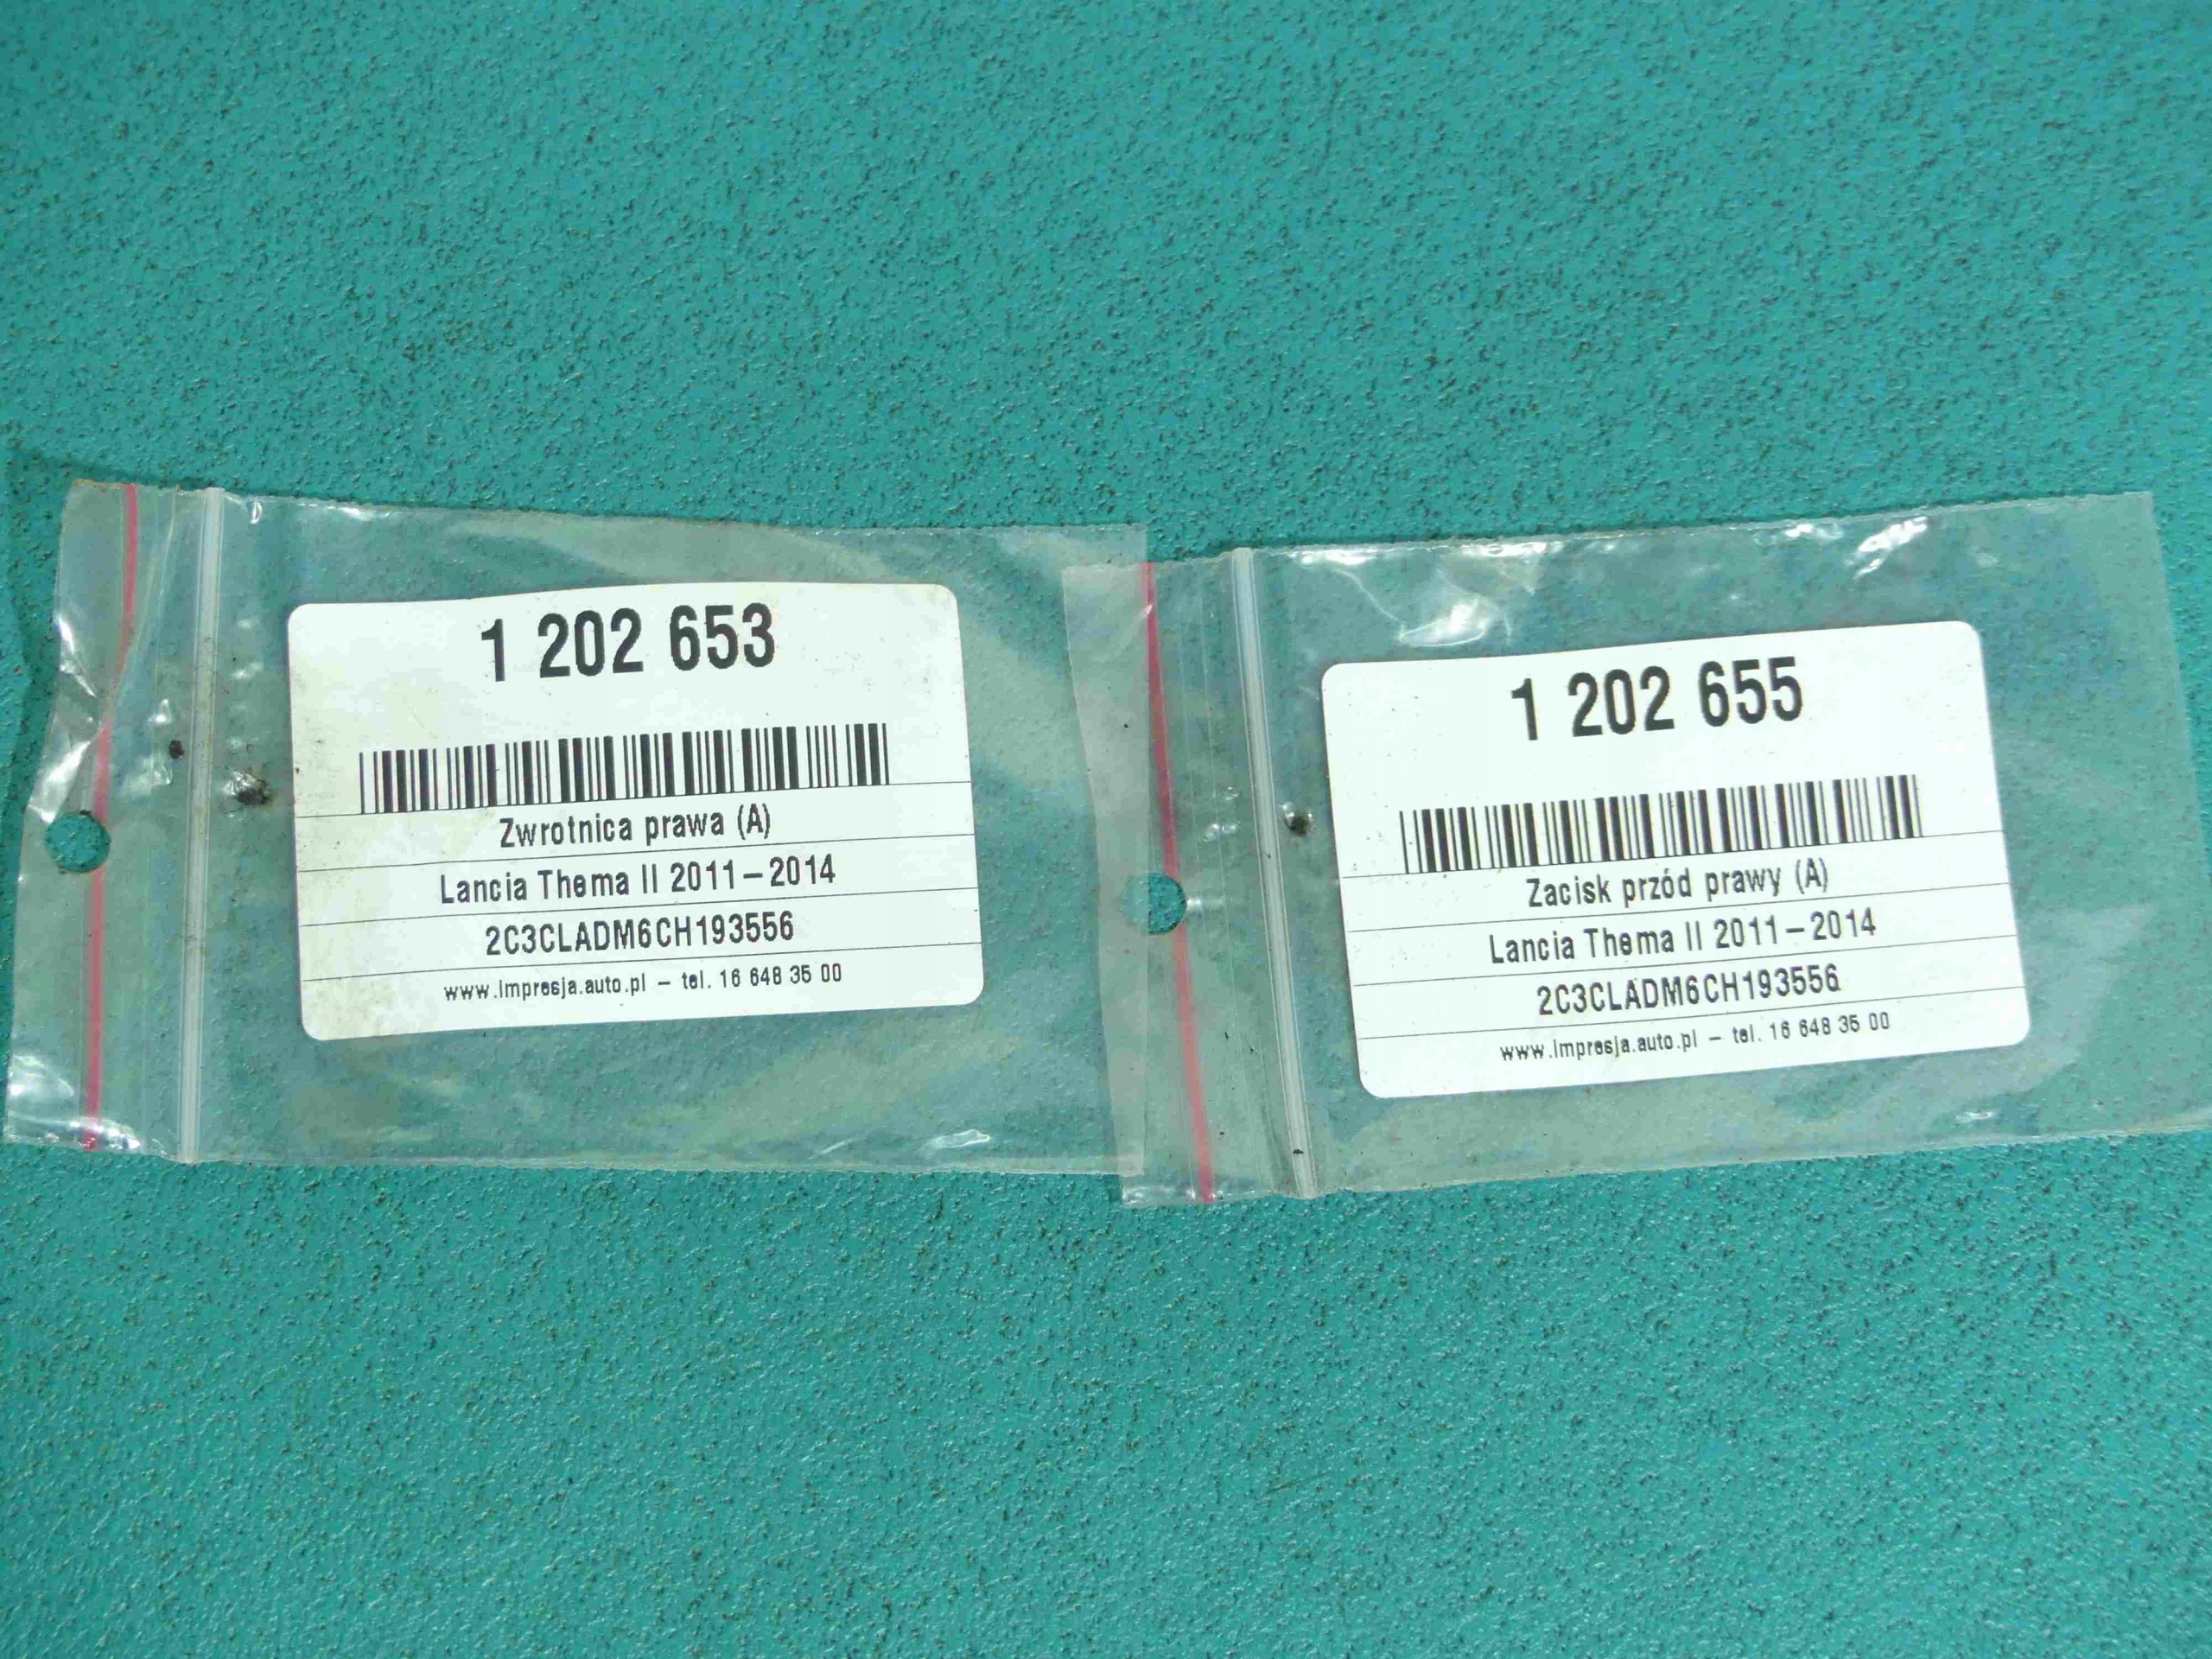 1 202 653
Zwrotnica prawa (A)
Lancia Thema II 2011-2014
2C3CLADM6CH193556
www.impresja.auto.pl - tel. 16 648 35 00
1 202 655
Zacisk przód prawy (A)
Lancia Thema II 2011-2014
2C3CLADM6CH193556
www.impresja.auto.pl - tel. 16 648 35 00